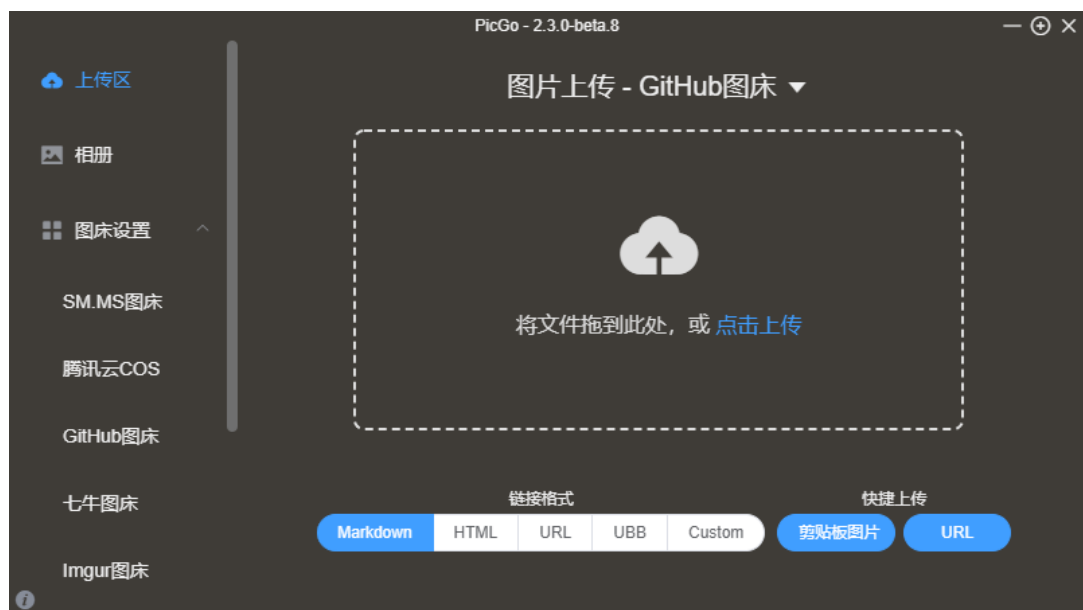 PicGo - 2.3.0-beta.8
上传区
相册
图床设置
SM.MS图床
腾讯云COS
GitHub图床
七牛图床
Imgur图床
图片上传 - GitHub图床
将文件拖到此处，或 点击上传
链接格式
Markdown HTML URL UBB Custom
快捷上传
剪贴板图片 URL